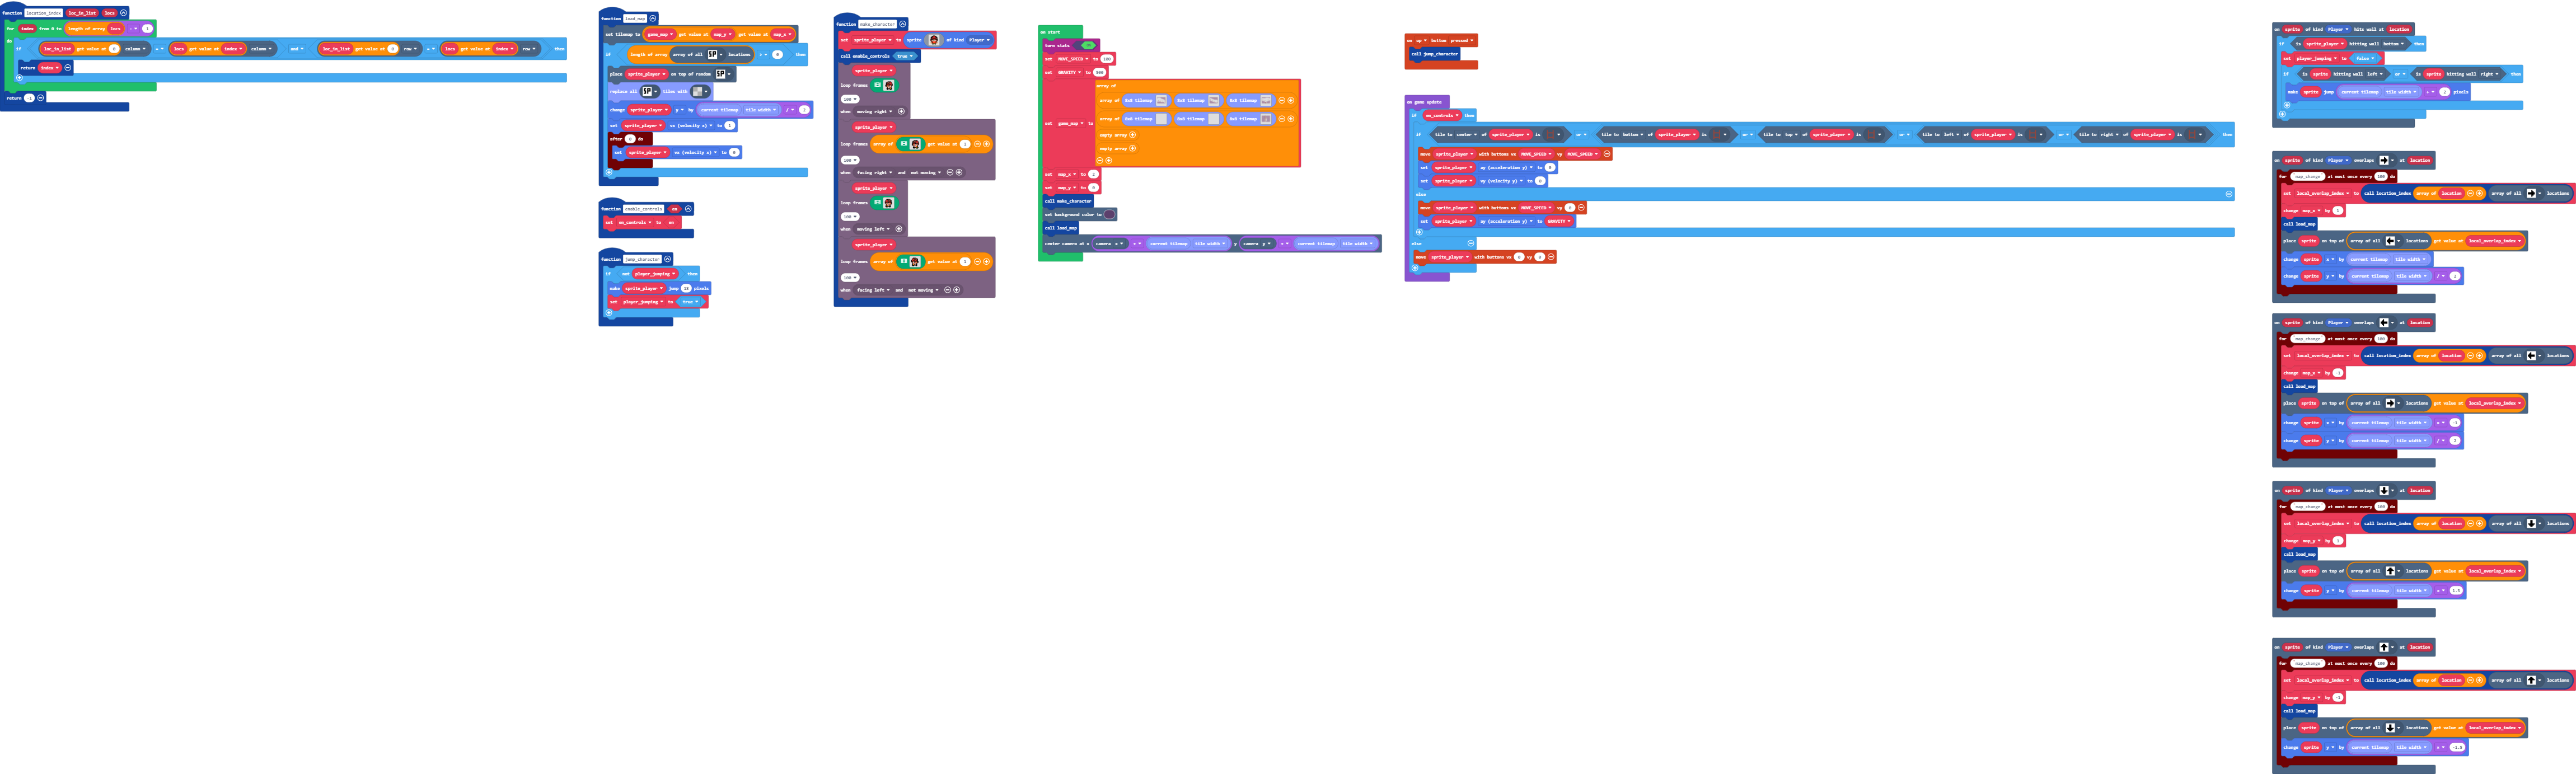 function location_index loc_in_list locs
for index from 0 to length of array locs - 1
do
if loc_in_list get value at 0 column = locs get value at index column and loc_in_list get value at 0 row = locs get value at index row then
return index
return -1
function load_map
set tilemap to game_map get value at map_y get value at map_x
if length of array array of all SP locations > 0 then
place sprite_player on top of random SP
replace all SP tiles with
change sprite_player y by current tilemap tile width / 2
set sprite_player vx (velocity x) to 1
after 0 do
set sprite_player vx (velocity x) to 0
function enable_controls on
set en_controls to on
function jump_character
if not player_jumping then
make sprite_player jump pixels
set player_jumping to true
function make_character
set sprite_player to sprite of kind Player
call enable_controls true
sprite_player
loop frames
100
when moving right
sprite_player
loop frames array of get value at 1
100
when facing right and not moving
sprite_player
loop frames
100
when moving left
sprite_player
loop frames array of get value at 1
100
when facing left and not moving
on start
turn stats
set MOVE_SPEED to 100
set GRAVITY to 500
set game_map to
array of
array of 8x8 tilemap 8x8 tilemap 8x8 tilemap
array of 8x8 tilemap 8x8 tilemap 8x8 tilemap
empty array
empty array
set map_x to 2
set map_y to 0
call make_character
set background color to
call load_map
center camera at x camera x + current tilemap tile width y camera y + current tilemap tile width
on up button pressed
call jump_character
on game update
if en_controls then
if tile to center of sprite_player is or tile to bottom of sprite_player is or tile to top of sprite_player is or tile to left of sprite_player is or tile to right of sprite_player is then
move sprite_player with buttons vx MOVE_SPEED vy MOVE_SPEED
set sprite_player ay (acceleration y) to 0
set sprite_player vy (velocity y) to 0
else
move sprite_player with buttons vx MOVE_SPEED vy 0
set sprite_player ay (acceleration y) to GRAVITY
else
move sprite_player with buttons vx 0 vy 0
on sprite of kind Player hits wall at location
if is sprite_player hitting wall bottom then
set player_jumping to false
if is sprite hitting wall left or is sprite hitting wall right then
make sprite jump current tilemap tile width pixels
on sprite of kind Player overlaps at location
for map_change at most once every 100 do
set local_overlap_index to call location_index array of location array of all locations
change map_x by 1
call load_map
place sprite on top of array of all locations get value at local_overlap_index
change sprite x by current tilemap tile width
change sprite y by current tilemap tile width / 2
on sprite of kind Player overlaps at location
for map_change at most once every 100 do
set local_overlap_index to call location_index array of location array of all locations
change map_x by -1
call load_map
place sprite on top of array of all locations get value at local_overlap_index
change sprite x by current tilemap tile width × -1
change sprite y by current tilemap tile width / 2
on sprite of kind Player overlaps at location
for map_change at most once every 100 do
set local_overlap_index to call location_index array of location array of all locations
change map_y by 1
call load_map
place sprite on top of array of all locations get value at local_overlap_index
change sprite y by current tilemap tile width × 1.5
on sprite of kind Player overlaps at location
for map_change at most once every 100 do
set local_overlap_index to call location_index array of location array of all locations
change map_y by -1
call load_map
place sprite on top of array of all locations get value at local_overlap_index
change sprite y by current tilemap tile width × -1.5